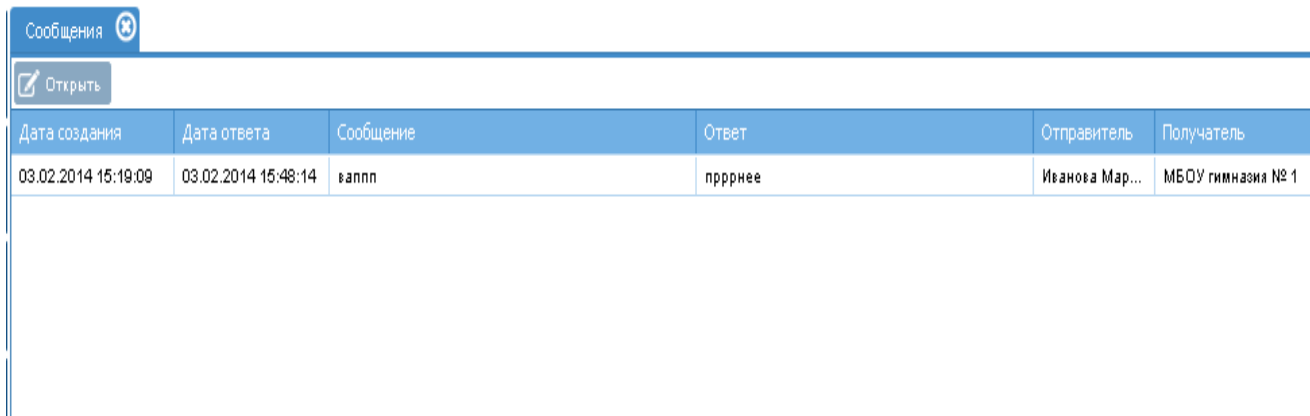 Сообщения
Открыть
Дата создания Дата ответа Сообщение Ответ Отправитель Получатель
03.02.2014 15:19:09 03.02.2014 15:48:14 ваппп прррнее Иванова Мар... МБОУ гимназия № 1